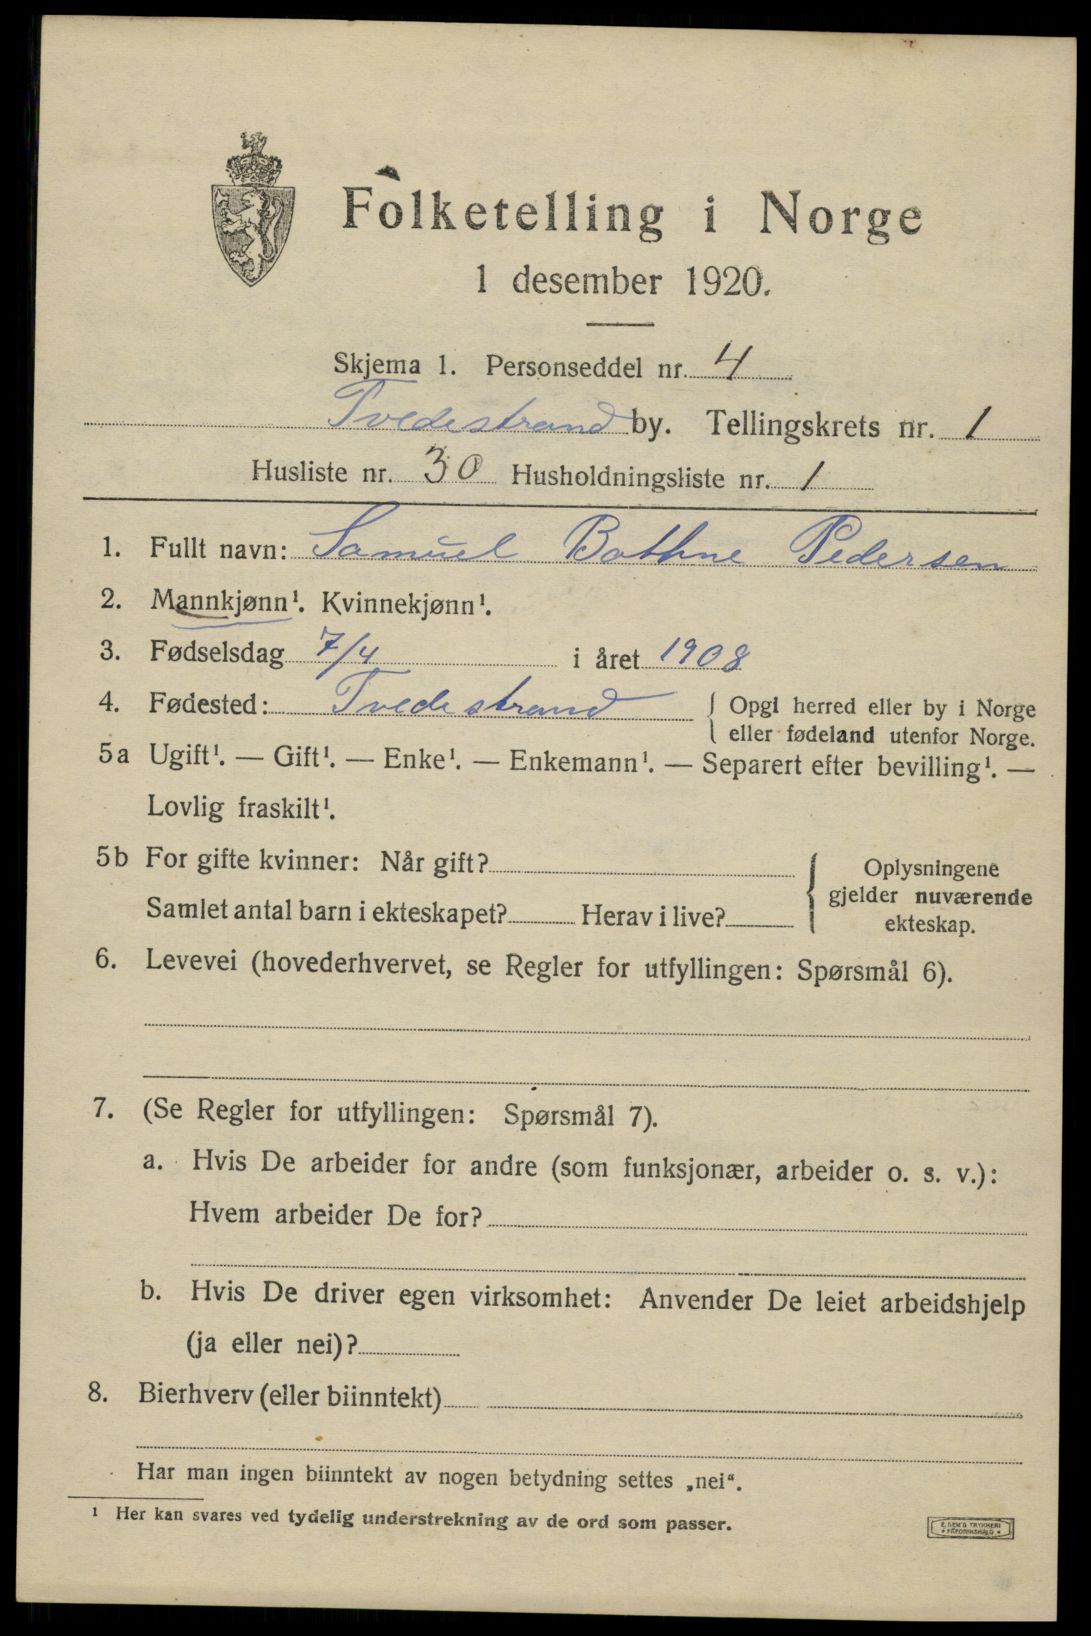 Folketelling i Norge
1 desember 1920.
Skjema 1. Personseddel nr. 4
Tvedestrand by. Tellingskrets nr. 1
Husliste nr. 30 Husholdningsliste nr. 1
1. Fullt navn: Samuel Bothne Pedersen
2. Mannkjønn¹. Kvinnekjønn¹.
3. Fødselsdag 7/4 i året 1908
4. Fødested: Tvedestrand { Opgi herred eller by i Norge
eller fødeland utenfor Norge.
5a Ugift¹. — Gift¹. — Enke¹. — Enkemann¹. — Separert efter bevilling¹. —
Lovlig fraskilt¹.
5b For gifte kvinner: Når gift?
Samlet antal barn i ekteskapet? Herav i live?
{ Oplysningene
gjelder nuværende
ekteskap.
6. Levevei (hovederhvervet, se Regler for utfyllingen: Spørsmål 6).
7. (Se Regler for utfyllingen: Spørsmål 7).
a. Hvis De arbeider for andre (som funksjonær, arbeider o. s. v.):
Hvem arbeider De for?
b. Hvis De driver egen virksomhet: Anvender De leiet arbeidshjelp
(ja eller nei)?
8. Bierhverv (eller biinntekt)
Har man ingen biinntekt av nogen betydning settes „nei“.
¹ Her kan svares ved tydelig understrekning av de ord som passer.